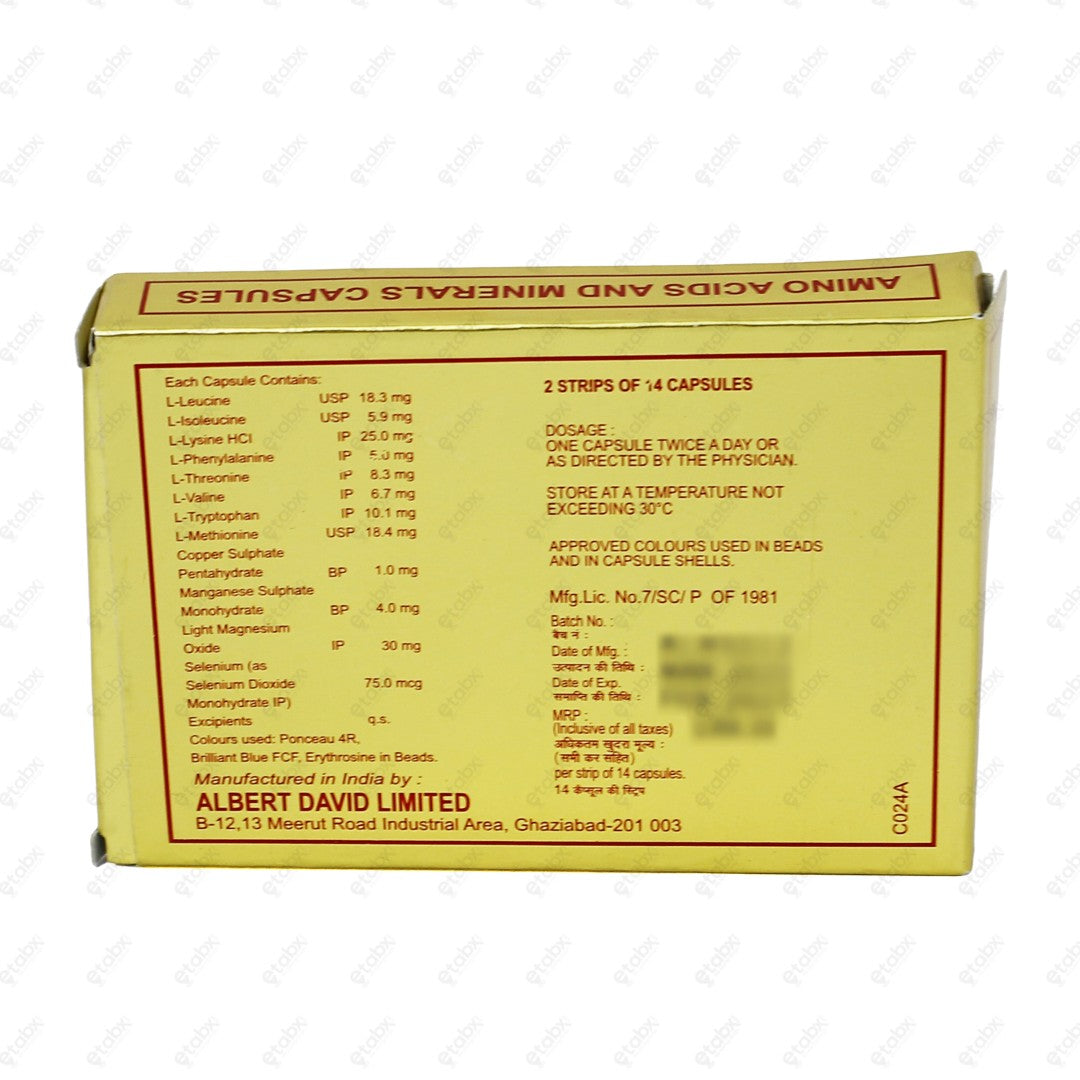 AMINO ACIDS AND MINERALS CAPSULES
Each Capsule Contains:
L-Leucine USP 18.3 mg
L-Isoleucine USP 5.9 mg
L-Lysine HCl IP 25.0 mg
L-Phenylalanine IP 5.0 mg
L-Threonine IP 8.3 mg
L-Valine IP 6.7 mg
L-Tryptophan IP 10.1 mg
L-Methionine USP 18.4 mg
Copper Sulphate
Pentahydrate BP 1.0 mg
Manganese Sulphate
Monohydrate BP 4.0 mg
Light Magnesium
Oxide IP 30 mg
Selenium (as
Selenium Dioxide 75.0 mcg
Monohydrate IP)
Excipients q.s.
Colours used: Ponceau 4R,
Brilliant Blue FCF, Erythrosine in Beads.
Manufactured in India by :
ALBERT DAVID LIMITED
B-12,13 Meerut Road Industrial Area, Ghaziabad-201 003
2 STRIPS OF 14 CAPSULES
DOSAGE :
ONE CAPSULE TWICE A DAY OR
AS DIRECTED BY THE PHYSICIAN.
STORE AT A TEMPERATURE NOT
EXCEEDING 30°C
APPROVED COLOURS USED IN BEADS
AND IN CAPSULE SHELLS.
Mfg.Lic. No.7/SC/ P OF 1981
Batch No. :
बैच नं :
Date of Mfg. :
उत्पादन की तिथि :
Date of Exp.
समाप्ति की तिथि :
MRP :
(Inclusive of all taxes)
अधिकतम खुदरा मूल्य :
(सभी कर सहित)
per strip of 14 capsules.
14 कैप्सूल की स्ट्रिप
C024A
etabx